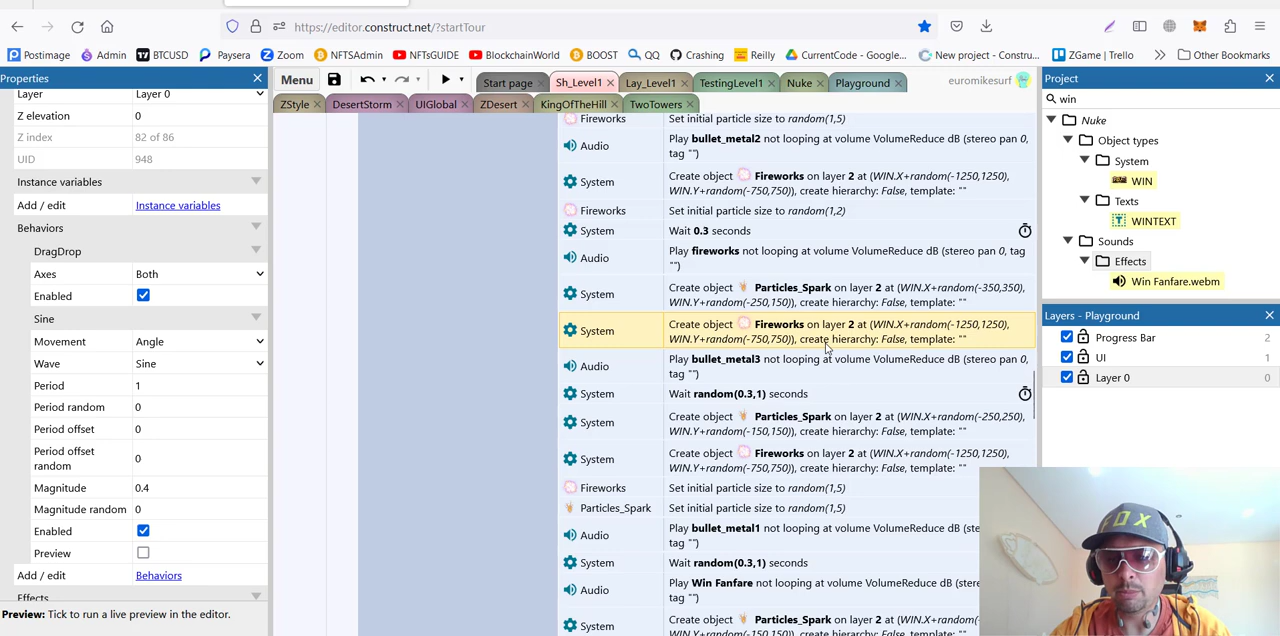 https://editor.construct.net/?startTour
Postimage
Admin
BTCUSD
Paysera
Zoom
NFTSAdmin
NFTsGUIDE
BlockchainWorld
BOOST
QQ
Crashing
Reilly
CurrentCode - Google...
New project - Constru...
ZGame | Trello
Other Bookmarks
Properties
Menu
Start page
Sh_Level1
Lay_Level1
TestingLevel1
Nuke
Playground
euromikesurf
Project
ZStyle
DesertStorm
UIGlobal
ZDesert
KingOfTheHill
TwoTowers
win
Layer
Layer 0
Z elevation
0
Z index
82 of 86
UID
948
Instance variables
Add / edit
Instance variables
Behaviors
DragDrop
Axes
Both
Enabled
Sine
Movement
Angle
Wave
Sine
Period
1
Period random
0
Period offset
0
Period offset
random
0
Magnitude
0.4
Magnitude random
0
Enabled
Preview
Add / edit
Behaviors
Effects
Preview: Tick to run a live preview in the editor.
Fireworks
Set initial particle size to random(1,5)
Audio
Play bullet_metal2 not looping at volume VolumeReduce dB (stereo pan 0,
tag "")
System
Create object Fireworks on layer 2 at (WIN.X+random(-1250,1250),
WIN.Y+random(-750,750)), create hierarchy: False, template: ""
Fireworks
Set initial particle size to random(1,2)
System
Wait 0.3 seconds
Audio
Play fireworks not looping at volume VolumeReduce dB (stereo pan 0, tag
"")
System
Create object Particles_Spark on layer 2 at (WIN.X+random(-350,350),
WIN.Y+random(-250,150)), create hierarchy: False, template: ""
System
Create object Fireworks on layer 2 at (WIN.X+random(-1250,1250),
WIN.Y+random(-750,750)), create hierarchy: False, template: ""
Audio
Play bullet_metal3 not looping at volume VolumeReduce dB (stereo pan 0,
tag "")
System
Wait random(0.3,1) seconds
System
Create object Particles_Spark on layer 2 at (WIN.X+random(-250,250),
WIN.Y+random(-150,150)), create hierarchy: False, template: ""
System
Create object Fireworks on layer 2 at (WIN.X+random(-1250,1250),
WIN.Y+random(-750,750)), create hierarchy: False, template: ""
Fireworks
Set initial particle size to random(1,5)
Particles_Spark
Set initial particle size to random(1,5)
Audio
Play bullet_metal1 not looping at volume VolumeReduce dB
tag "")
System
Wait random(0.3,1) seconds
Audio
Play Win Fanfare not looping at volume VolumeReduce dB
tag "")
System
Create object Particles_Spark on layer 2 at
WIN.Y+random(-150,150)), create hierarchy: False, template: ""
Nuke
Object types
System
WIN
Texts
WINTEXT
Sounds
Effects
Win Fanfare.webm
Layers - Playground
Progress Bar
2
UI
1
Layer 0
0
FOX